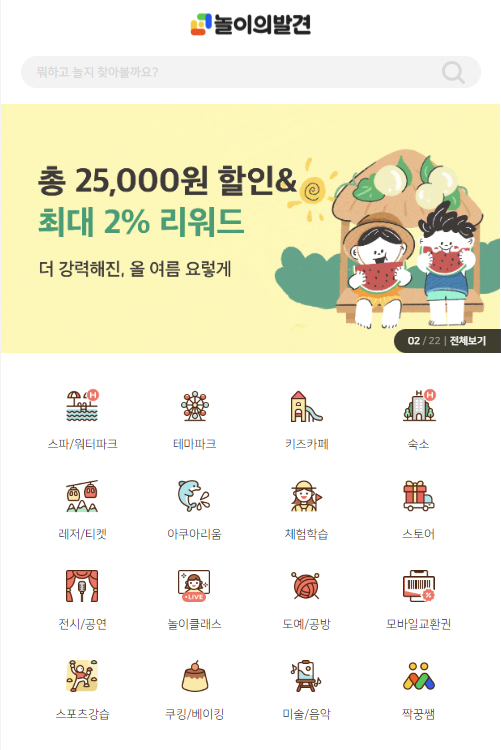 놀이의발견
뭐하고 놀지 찾아볼까요?
총 25,000원 할인&
최대 2% 리워드
더 강력해진, 올 여름 요렇게
02 / 22 | 전체보기
H
H
스파/워터파크 테마파크 키즈카페 숙소
레저/티켓 아쿠아리움 체험학습 스토어
LIVE
%
전시/공연 놀이클래스 도예/공방 모바일교환권
스포츠강습 쿠킹/베이킹 미술/음악 짝꿍쌤